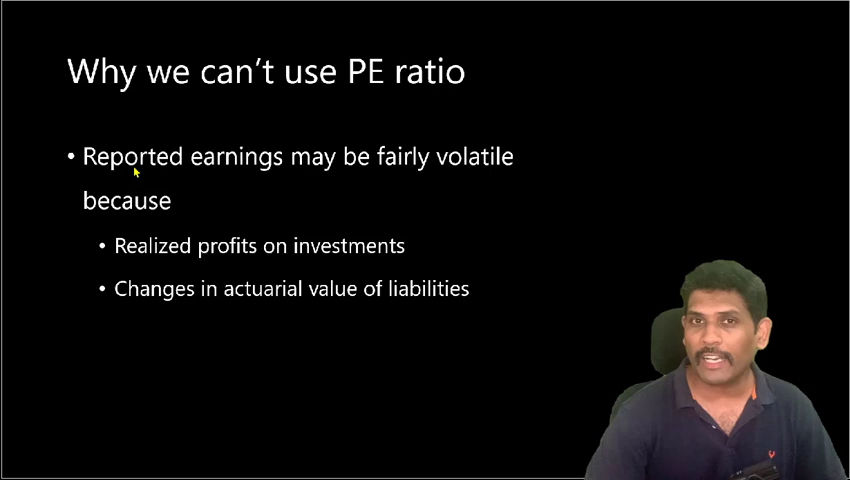 Why we can't use PE ratio
• Reported earnings may be fairly volatile
because
• Realized profits on investments
• Changes in actuarial value of liabilities